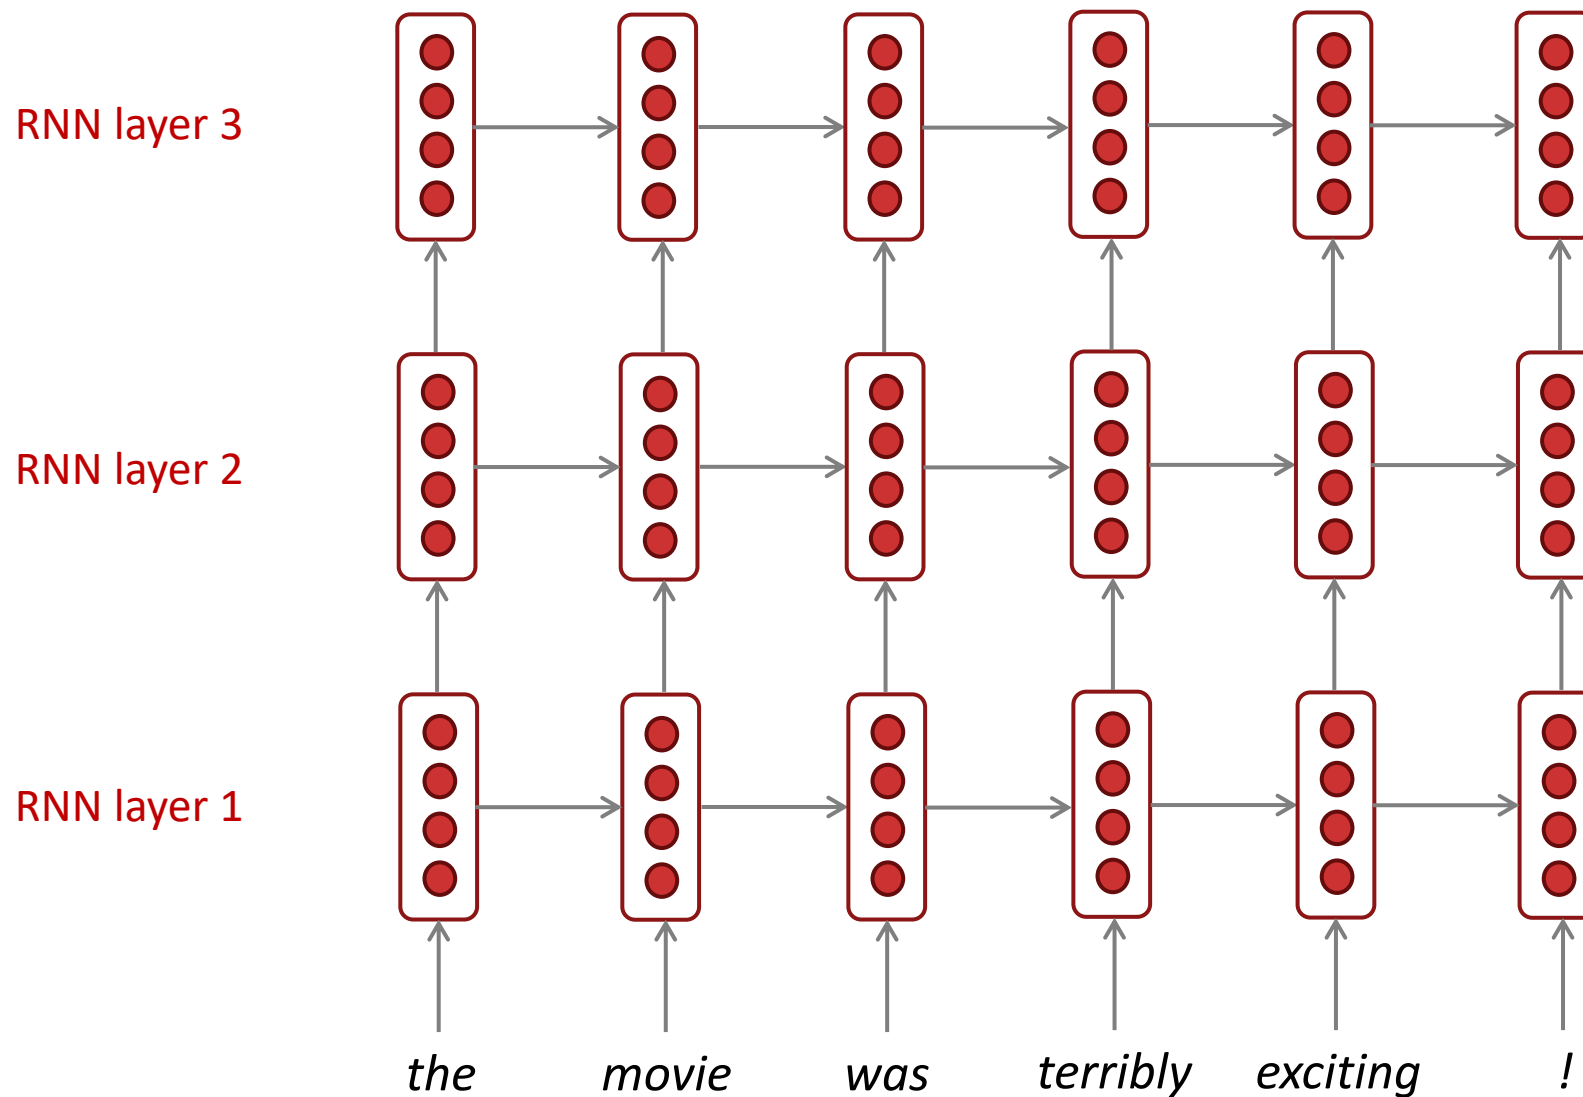 RNN layer 3
RNN layer 2
RNN layer 1
the movie was terribly exciting !